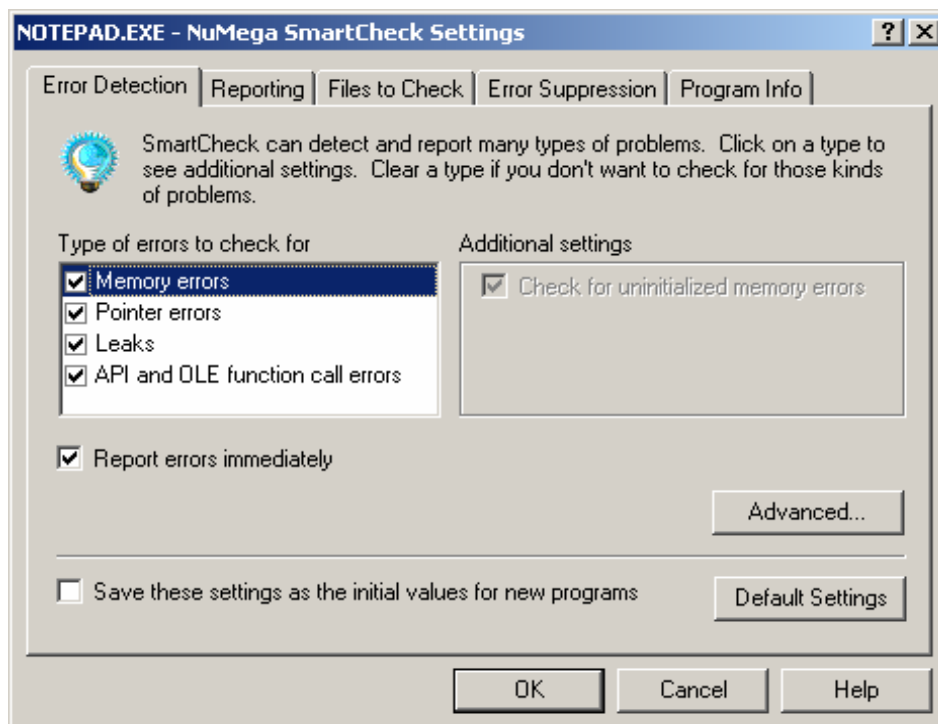 NOTEPAD.EXE - NuMega SmartCheck Settings
Error Detection Reporting Files to Check Error Suppression Program Info
SmartCheck can detect and report many types of problems. Click on a type to
see additional settings. Clear a type if you don't want to check for those kinds
of problems.
Type of errors to check for Additional settings
Memory errors Check for uninitialized memory errors
Pointer errors
Leaks
API and OLE function call errors
Report errors immediately
Advanced...
Save these settings as the initial values for new programs Default Settings
OK Cancel Help